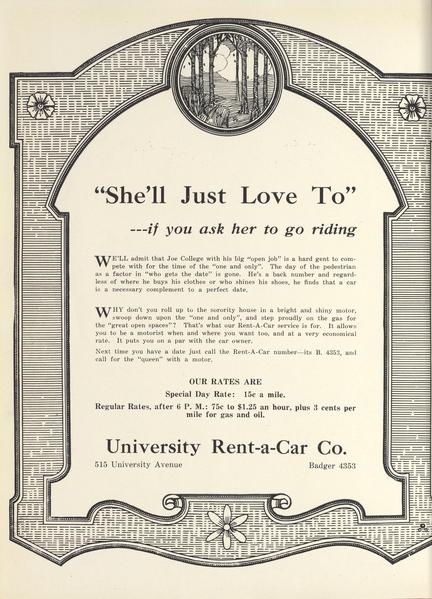 “She’ll Just Love To”
---if you ask her to go riding
WE’LL admit that Joe College with his big “open job” is a hard gent to com-
pete with for the time of the “one and only”. The day of the pedestrian
as a factor in “who gets the date” is gone. He’s a back number and regard-
less of where he buys his clothes or who shines his shoes, he finds that a car
is a necessary complement to a perfect date.
WHY don’t you roll up to the sorority house in a bright and shiny motor,
swoop down upon the “one and only”, and step proudly on the gas for
the “great open spaces”? That’s what our Rent-A-Car service is for. It allows
you to be a motorist when and where you want too, and at a very economical
rate. It puts you on a par with the car owner.
Next time you have a date just call the Rent-A-Car number—its B. 4353, and
call for the “queen” with a motor.
OUR RATES ARE
Special Day Rate: 15c a mile.
Regular Rates, after 6 P. M.: 75c to $1.25 an hour, plus 3 cents per
mile for gas and oil.
University Rent-a-Car Co.
515 University Avenue Badger 4353